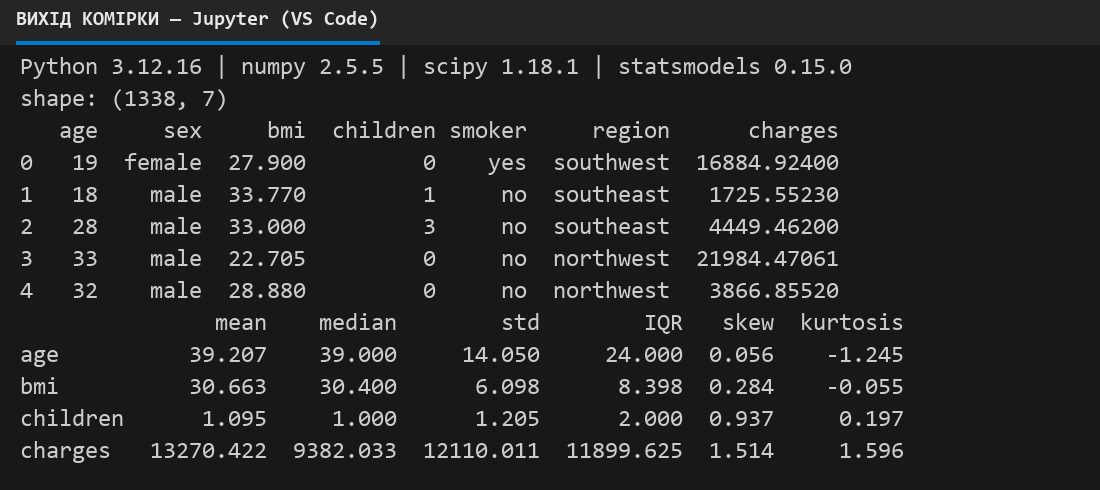 ВИХІД КОМІРКИ — Jupyter (VS Code)
Python 3.12.16 | numpy 2.5.5 | scipy 1.18.1 | statsmodels 0.15.0
shape: (1338, 7)
   age     sex     bmi  children smoker     region      charges
0   19  female  27.900         0    yes  southwest  16884.92400
1   18    male  33.770         1     no  southeast   1725.55230
2   28    male  33.000         3     no  southeast   4449.46200
3   33    male  22.705         0     no  northwest  21984.47061
4   32    male  28.880         0     no  northwest   3866.85520
               mean    median        std        IQR   skew  kurtosis
age          39.207    39.000     14.050     24.000  0.056    -1.245
bmi          30.663    30.400      6.098      8.398  0.284    -0.055
children      1.095     1.000      1.205      2.000  0.937     0.197
charges   13270.422  9382.033  12110.011  11899.625  1.514     1.596